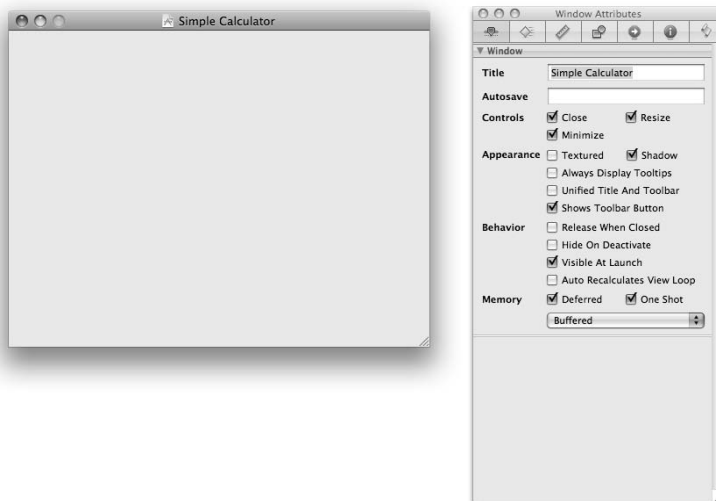 Simple Calculator
Window Attributes
Window
Title Simple Calculator
Autosave
Controls Close Resize
Minimize
Appearance Textured Shadow
Always Display Tooltips
Unified Title And Toolbar
Shows Toolbar Button
Behavior Release When Closed
Hide On Deactivate
Visible At Launch
Auto Recalculates View Loop
Memory Deferred One Shot
Buffered